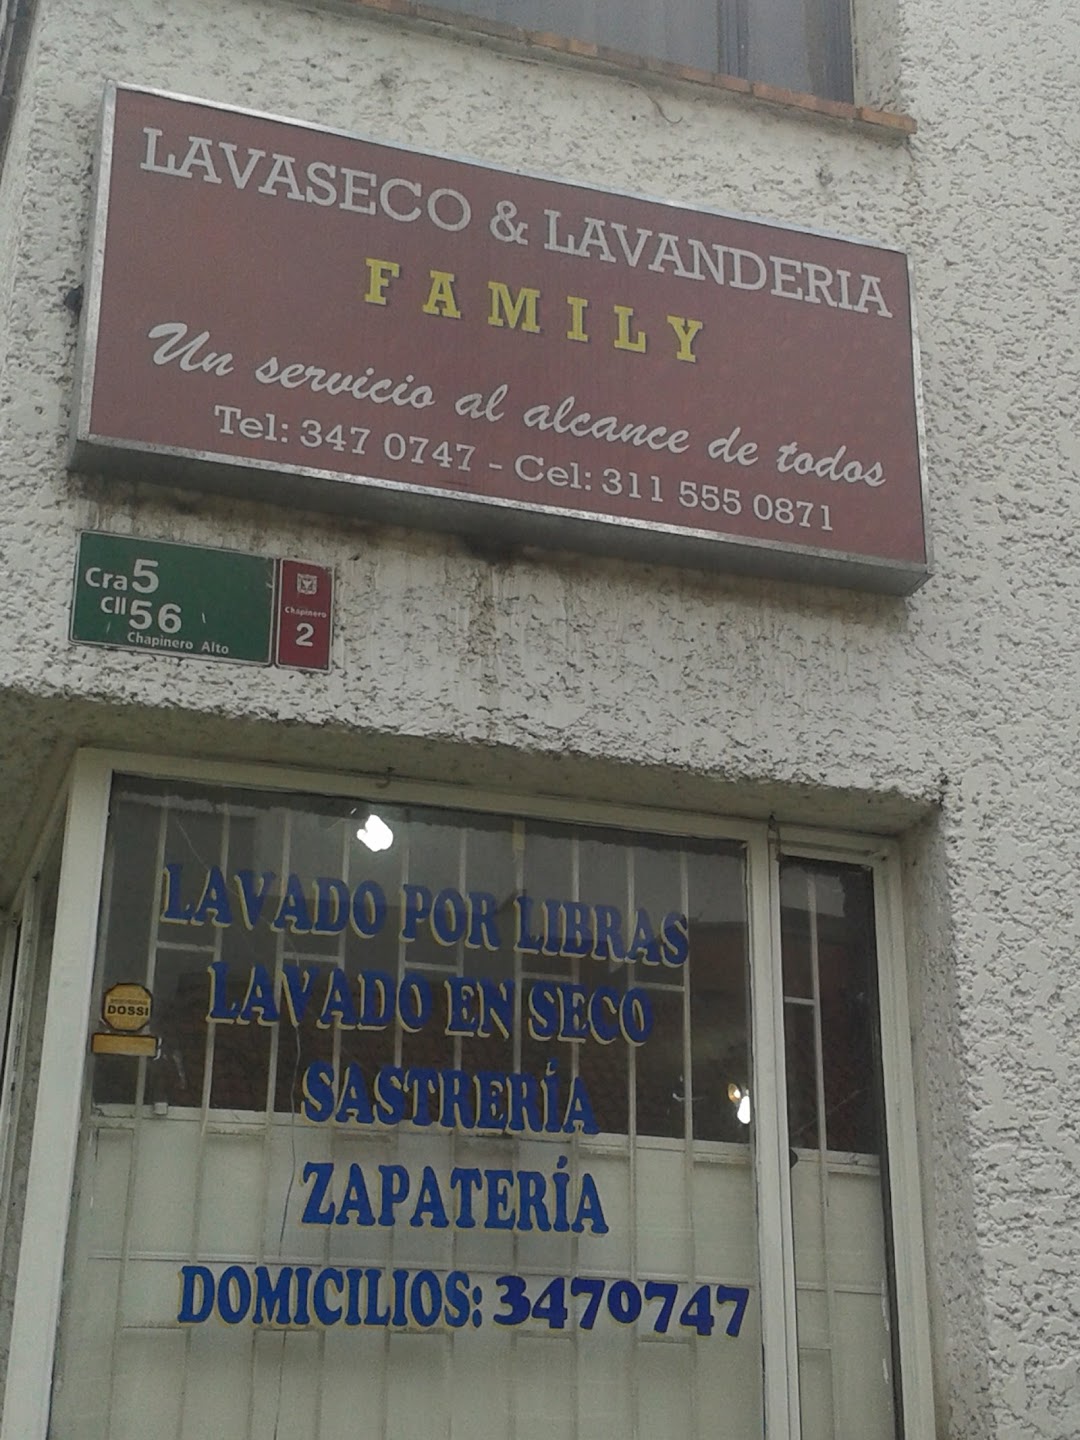 LAVASECO & LAVANDERIA
FAMILY
Un servicio al alcance de todos
Tel: 347 0747 - Cel: 311 555 0871
Cra 5
Cll 56
Chapinero Alto
Chapinero
2
LAVADO POR LIBRAS
LAVADO EN SECO
DOSSI
SASTRERÍA
ZAPATERÍA
DOMICILIOS: 3470747